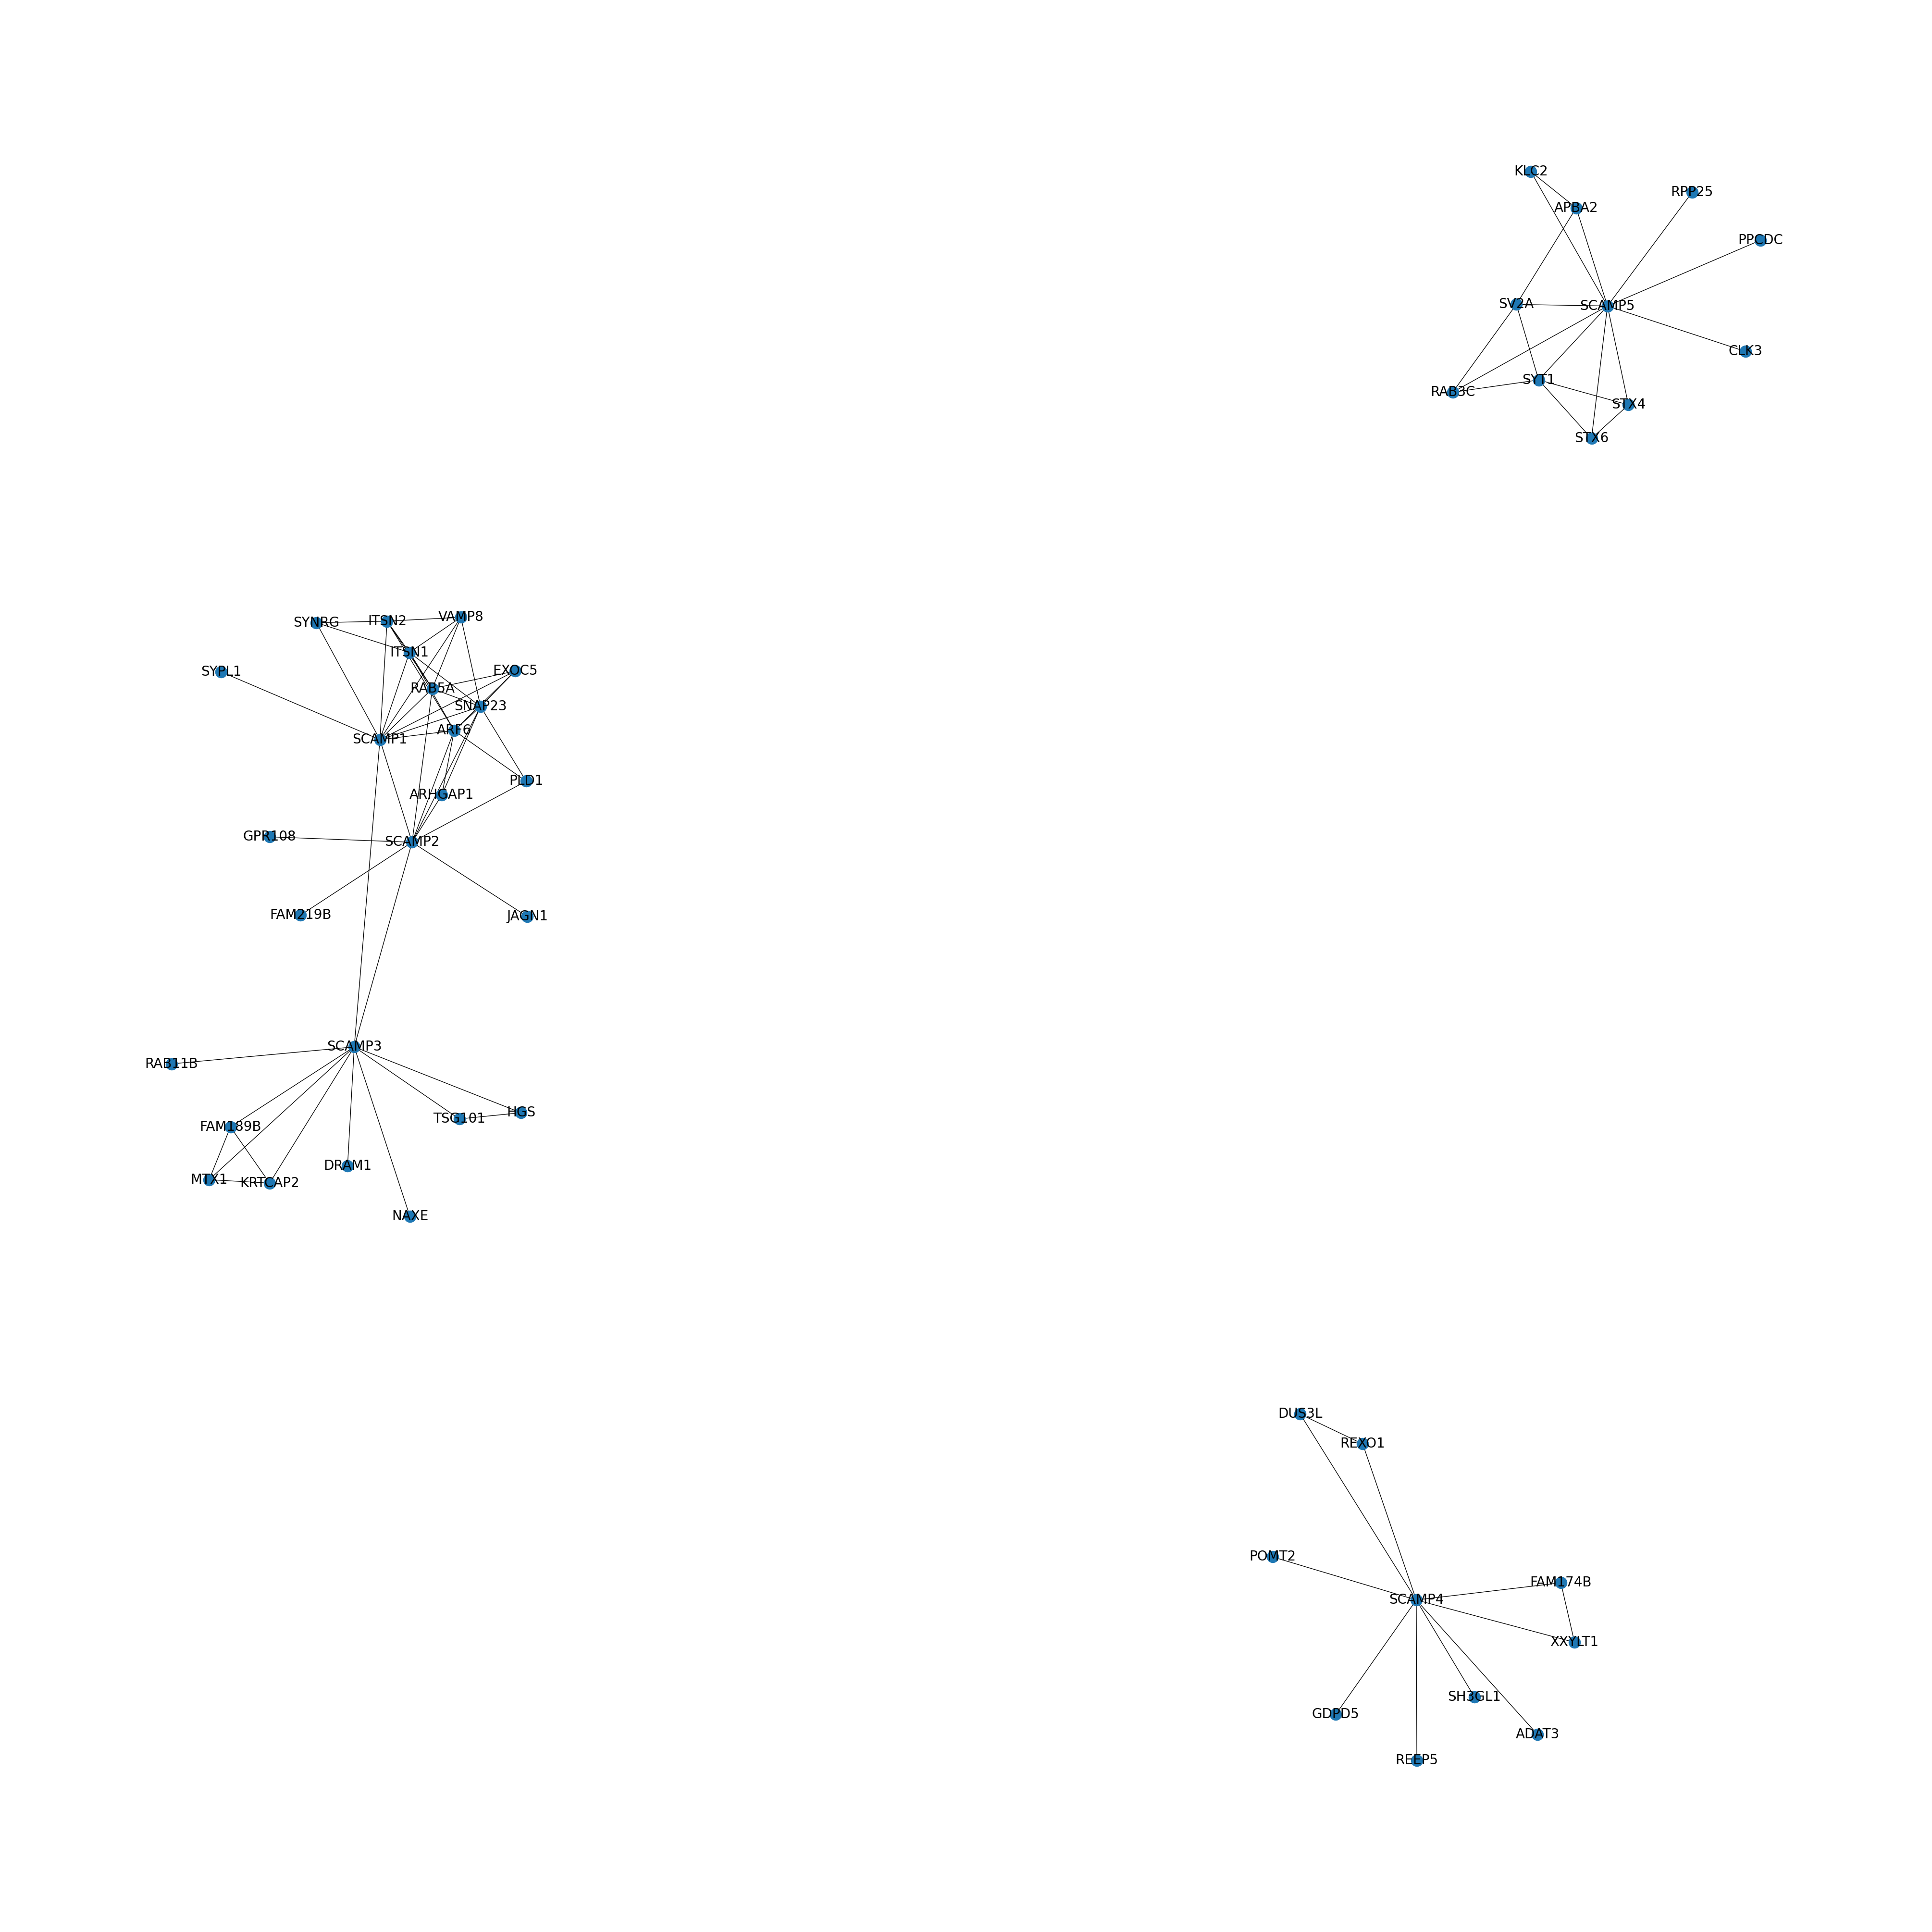 KLC2
RPP25
APBA2
PPCDC
SV2A
SCAMP5
CLK3
SYT1
RAB3C
STX4
STX6
VAMP8
ITSN2
SYNRG
ITSN1
EXOC5
SYPL1
RAB5A
SNAP23
ARF6
SCAMP1
PLD1
ARHGAP1
GPR108
SCAMP2
FAM219B
JAGN1
SCAMP3
RAB11B
HGS
TSG101
FAM189B
DRAM1
MTX1
KRTCAP2
NAXE
DUS3L
REXO1
POMT2
FAM174B
SCAMP4
XXYLT1
SH3GL1
GDPD5
ADAT3
REEP5